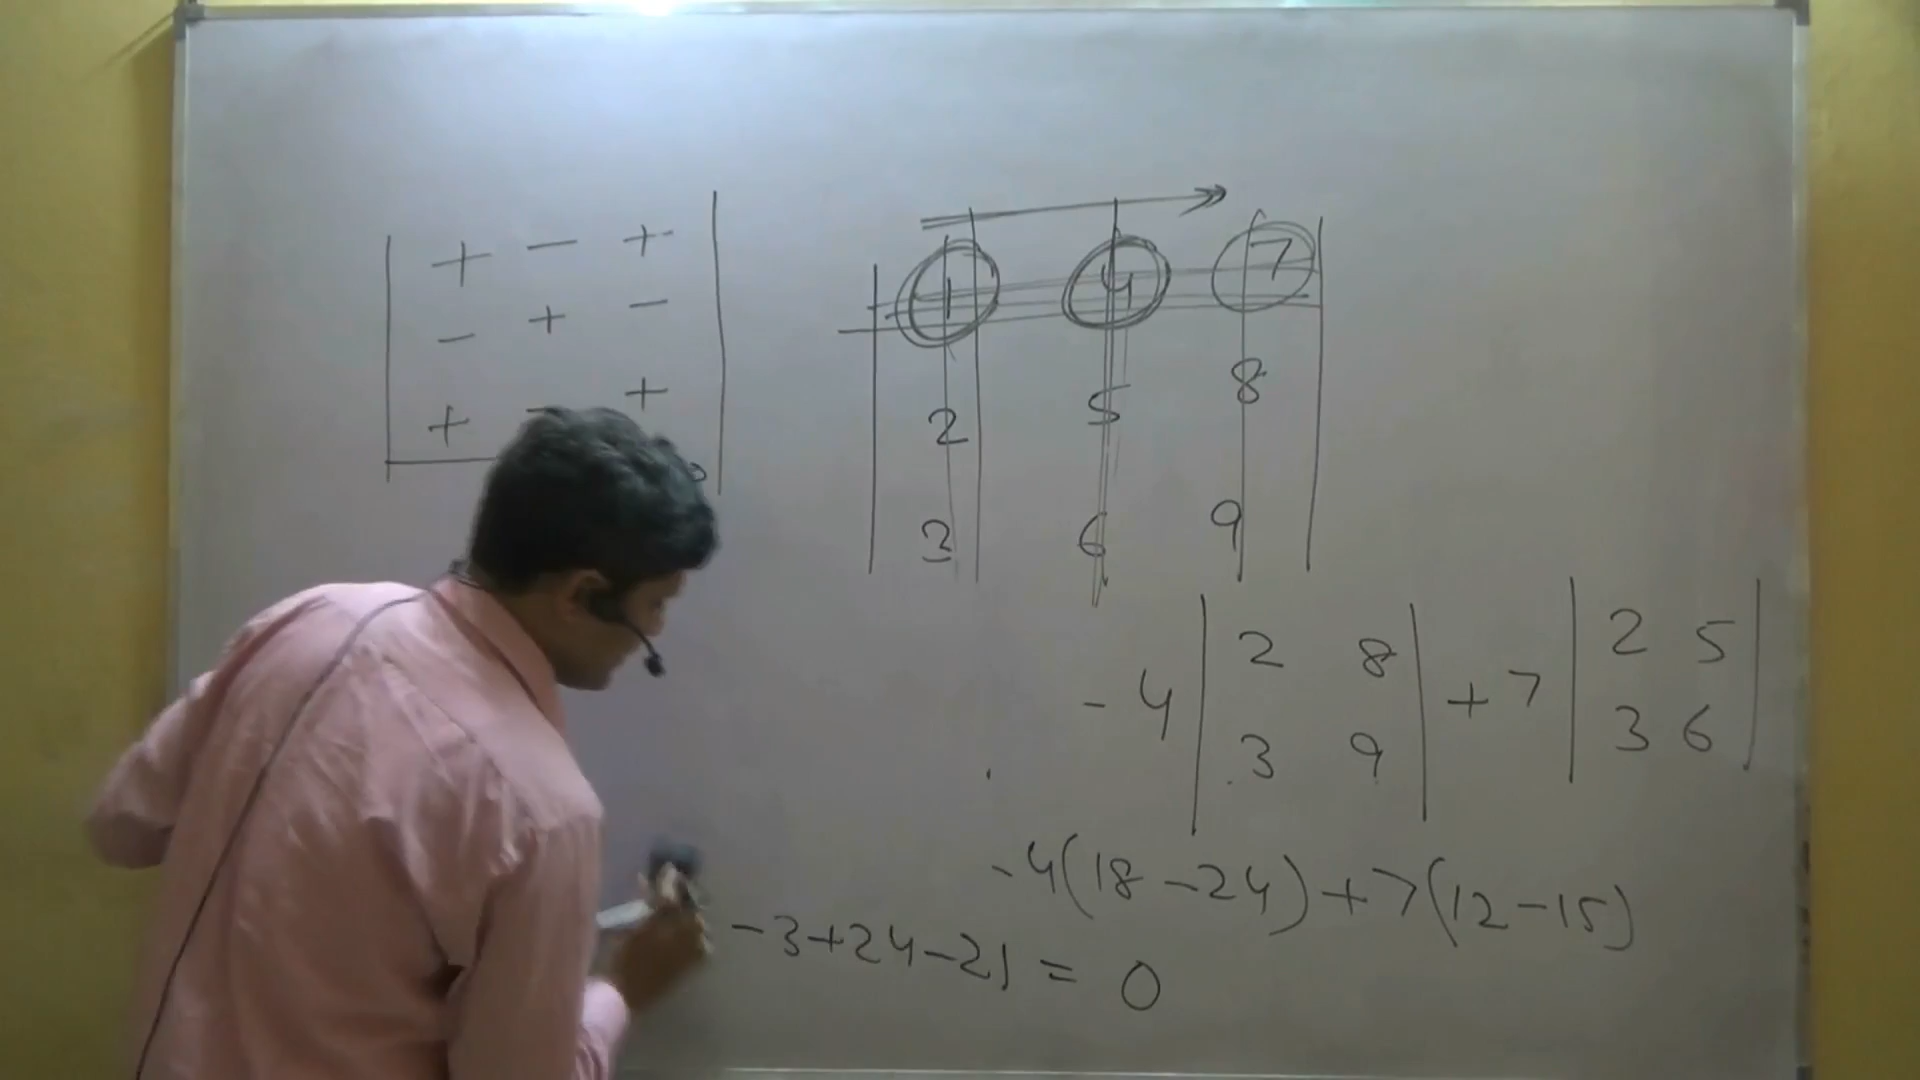 + - +
- + -
+ +
1 4 7
2 5 8
3 6 9
- 4 | 2 8 | + 7 | 2 5 |
| 3 9 | | 3 6 |
-4(18-24)+7(12-15)
-3+24-21 = 0